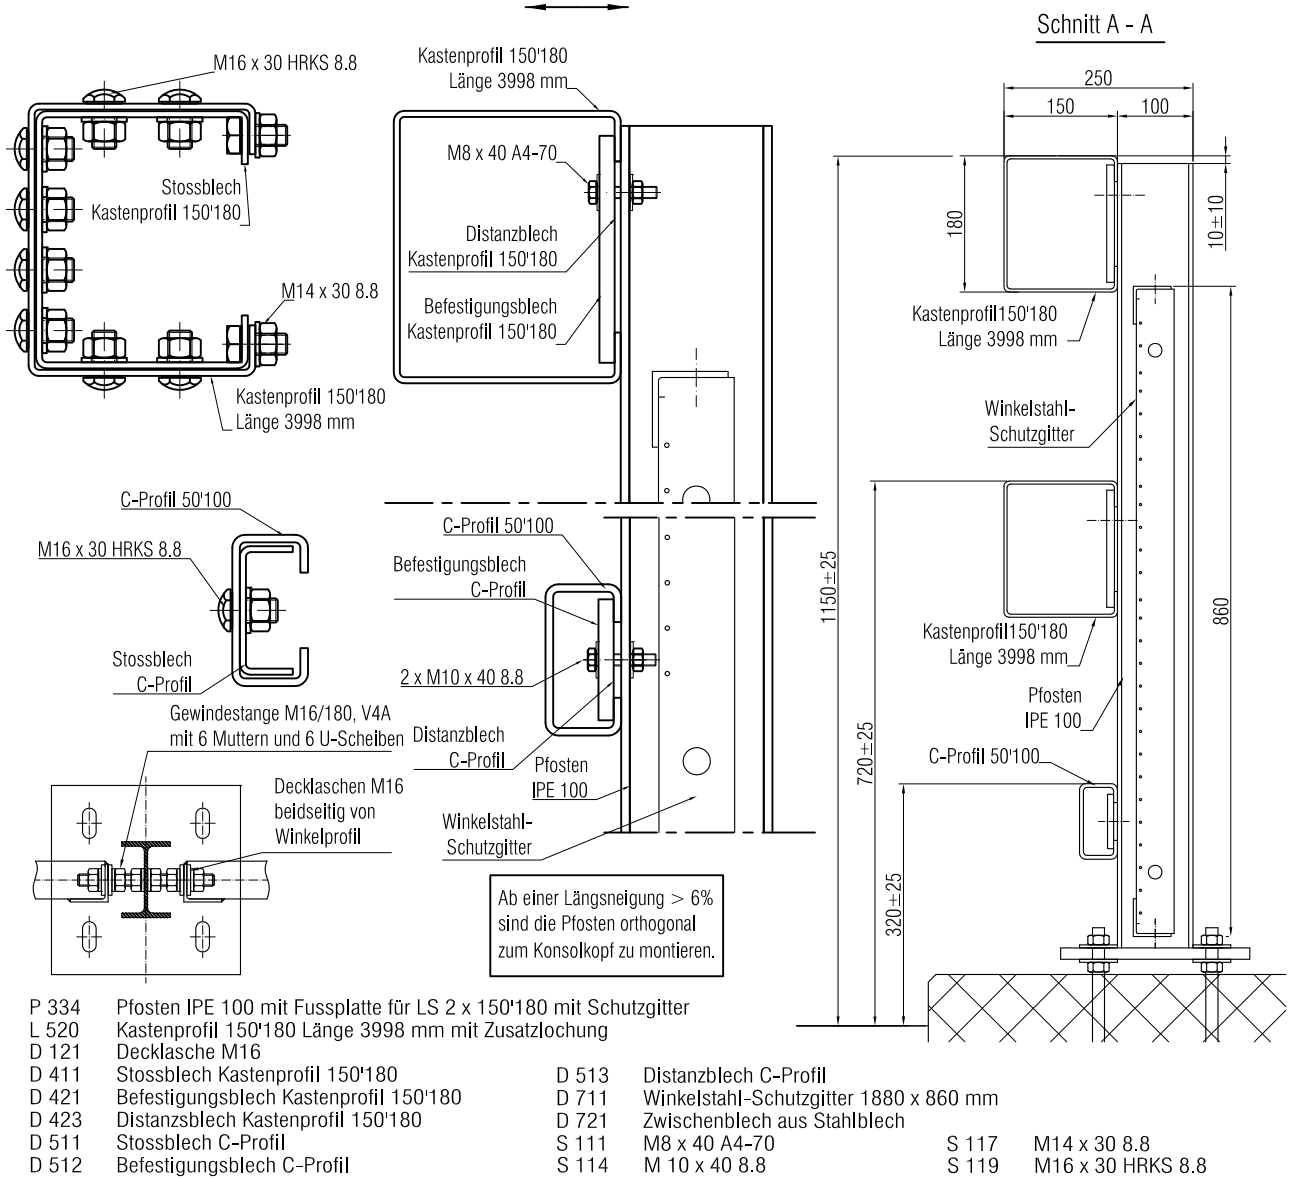 Schnitt A - A
M16 x 30 HRKS 8.8
Stossblech
Kastenprofil 150'180
M14 x 30 8.8
Kastenprofil 150'180
Länge 3998 mm
Kastenprofil 150'180
Länge 3998 mm
M8 x 40 A4-70
Distanzblech
Kastenprofil 150'180
Befestigungsblech
Kastenprofil 150'180
250
150
100
180
10±10
Kastenprofil150'180
Länge 3998 mm
Winkelstahl-
Schutzgitter
1150±25
860
Kastenprofil150'180
Länge 3998 mm
Pfosten
IPE 100
720±25
C-Profil 50'100
320±25
C-Profil 50'100
M16 x 30 HRKS 8.8
Stossblech
C-Profil
C-Profil 50'100
Befestigungsblech
C-Profil
2 x M10 x 40 8.8
Distanzblech
C-Profil
Pfosten
IPE 100
Winkelstahl-
Schutzgitter
Gewindestange M16/180, V4A
mit 6 Muttern und 6 U-Scheiben
Decklaschen M16
beidseitig von
Winkelprofil
Ab einer Längsneigung > 6%
sind die Pfosten orthogonal
zum Konsolkopf zu montieren.
P 334 Pfosten IPE 100 mit Fussplatte für LS 2 x 150'180 mit Schutzgitter
L 520 Kastenprofil 150'180 Länge 3998 mm mit Zusatzlochung
D 121 Decklasche M16
D 411 Stossblech Kastenprofil 150'180
D 421 Befestigungsblech Kastenprofil 150'180
D 423 Distanzsblech Kastenprofil 150'180
D 511 Stossblech C-Profil
D 512 Befestigungsblech C-Profil
D 513 Distanzblech C-Profil
D 711 Winkelstahl-Schutzgitter 1880 x 860 mm
D 721 Zwischenblech aus Stahlblech
S 111 M8 x 40 A4-70
S 114 M 10 x 40 8.8
S 117 M14 x 30 8.8
S 119 M16 x 30 HRKS 8.8